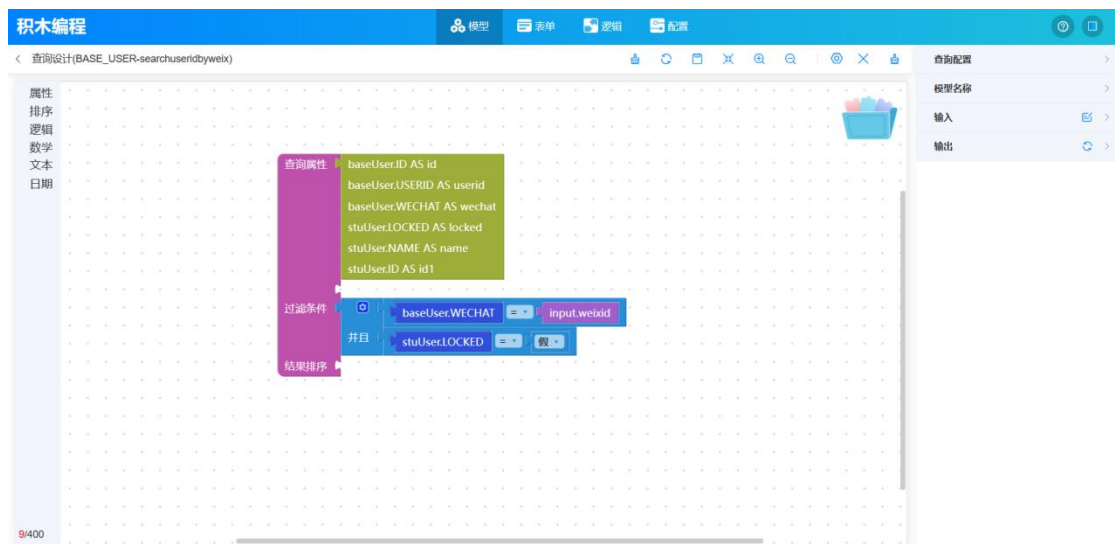 积木编程
模型
表单
逻辑
配置
查询设计(BASE_USER-searchuseridbyweix)
查询配置
模型名称
输入
输出
属性
排序
逻辑
数学
文本
日期
查询属性
baseUser.ID AS id
baseUser.USERID AS userid
baseUser.WECHAT AS wechat
stuUser.LOCKED AS locked
stuUser.NAME AS name
stuUser.ID AS id1
过滤条件
baseUser.WECHAT = input.weixid
并且 stuUser.LOCKED = 假
结果排序
9/400